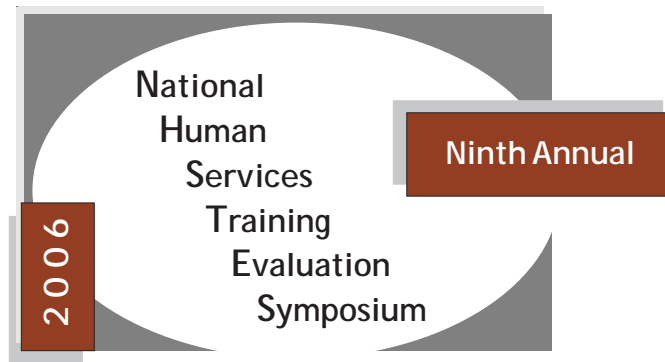 National
Human
Services
Training
Evaluation
Symposium
Ninth Annual
2006